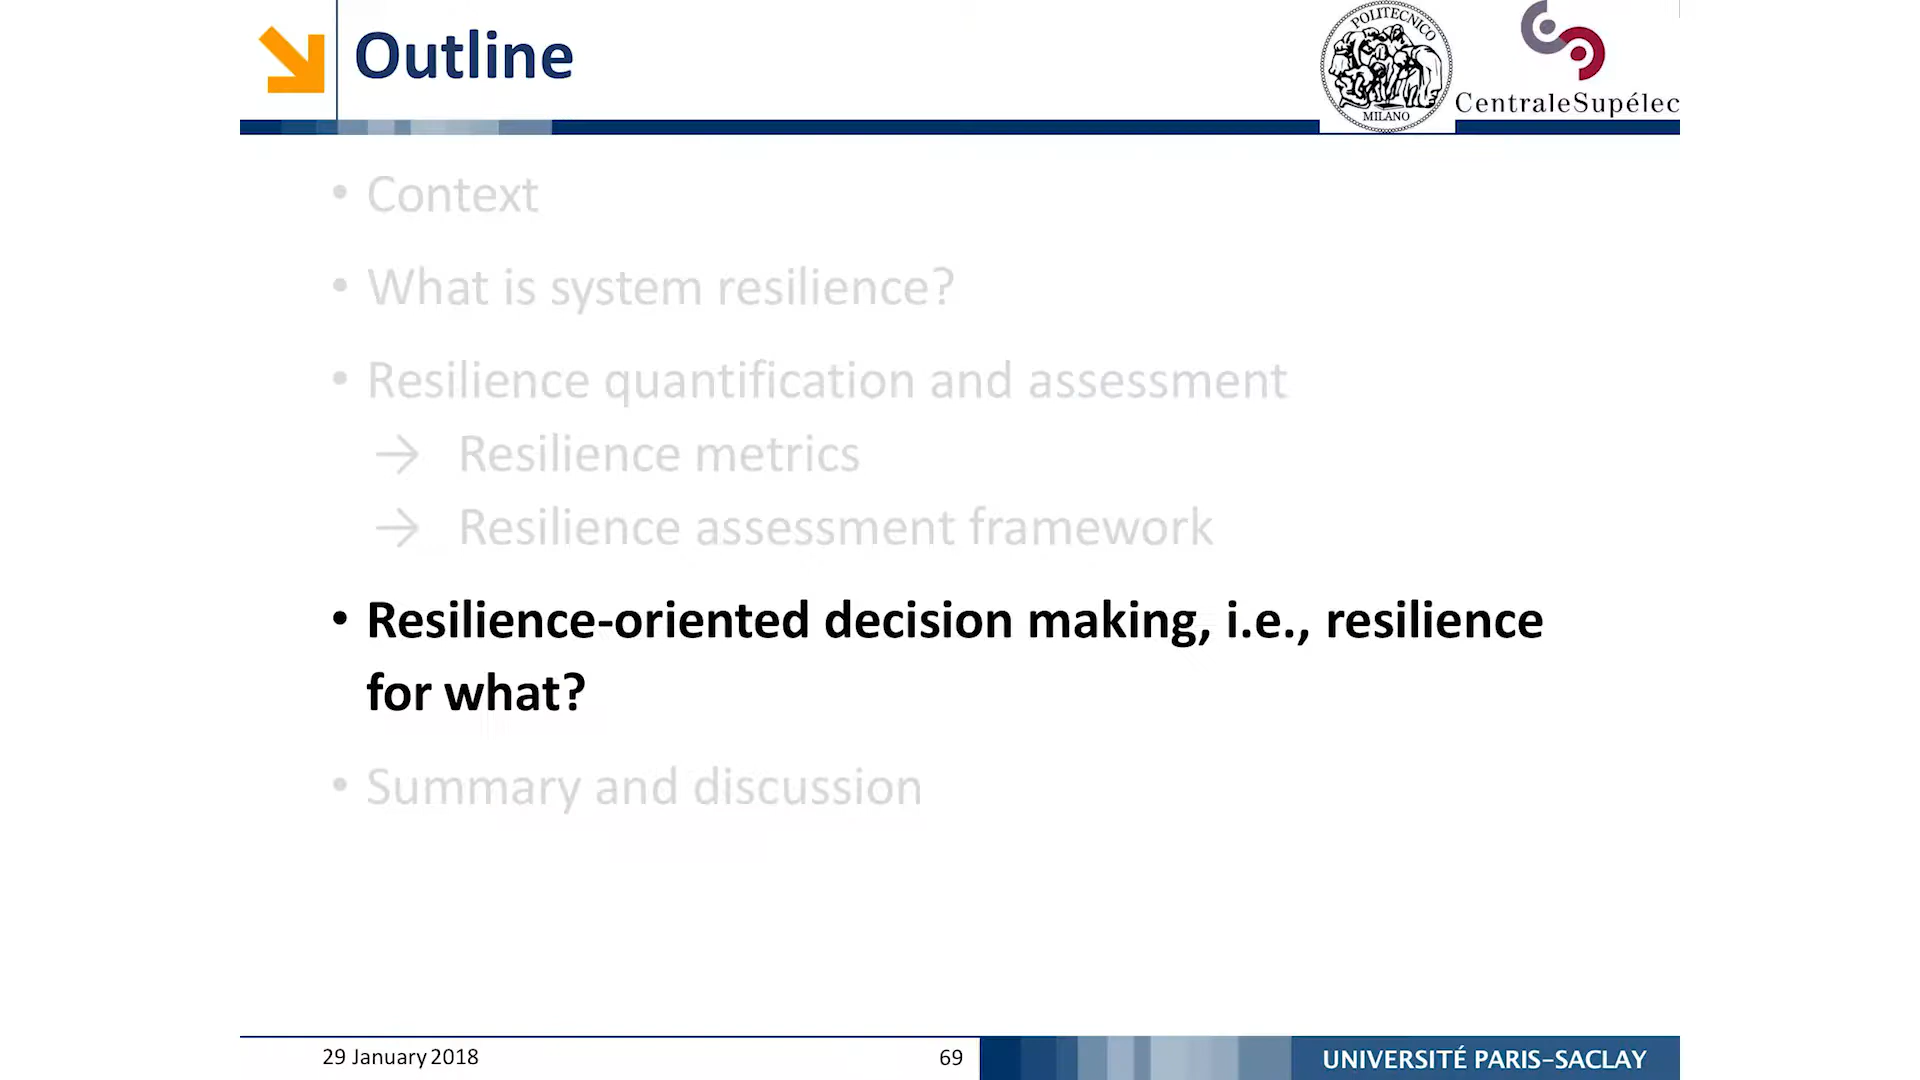 Outline
POLITECNICO
MILANO
CentraleSupélec
• Context
• What is system resilience?
• Resilience quantification and assessment
→ Resilience metrics
→ Resilience assessment framework
• Resilience-oriented decision making, i.e., resilience
for what?
• Summary and discussion
29 January 2018
69
UNIVERSITÉ PARIS–SACLAY